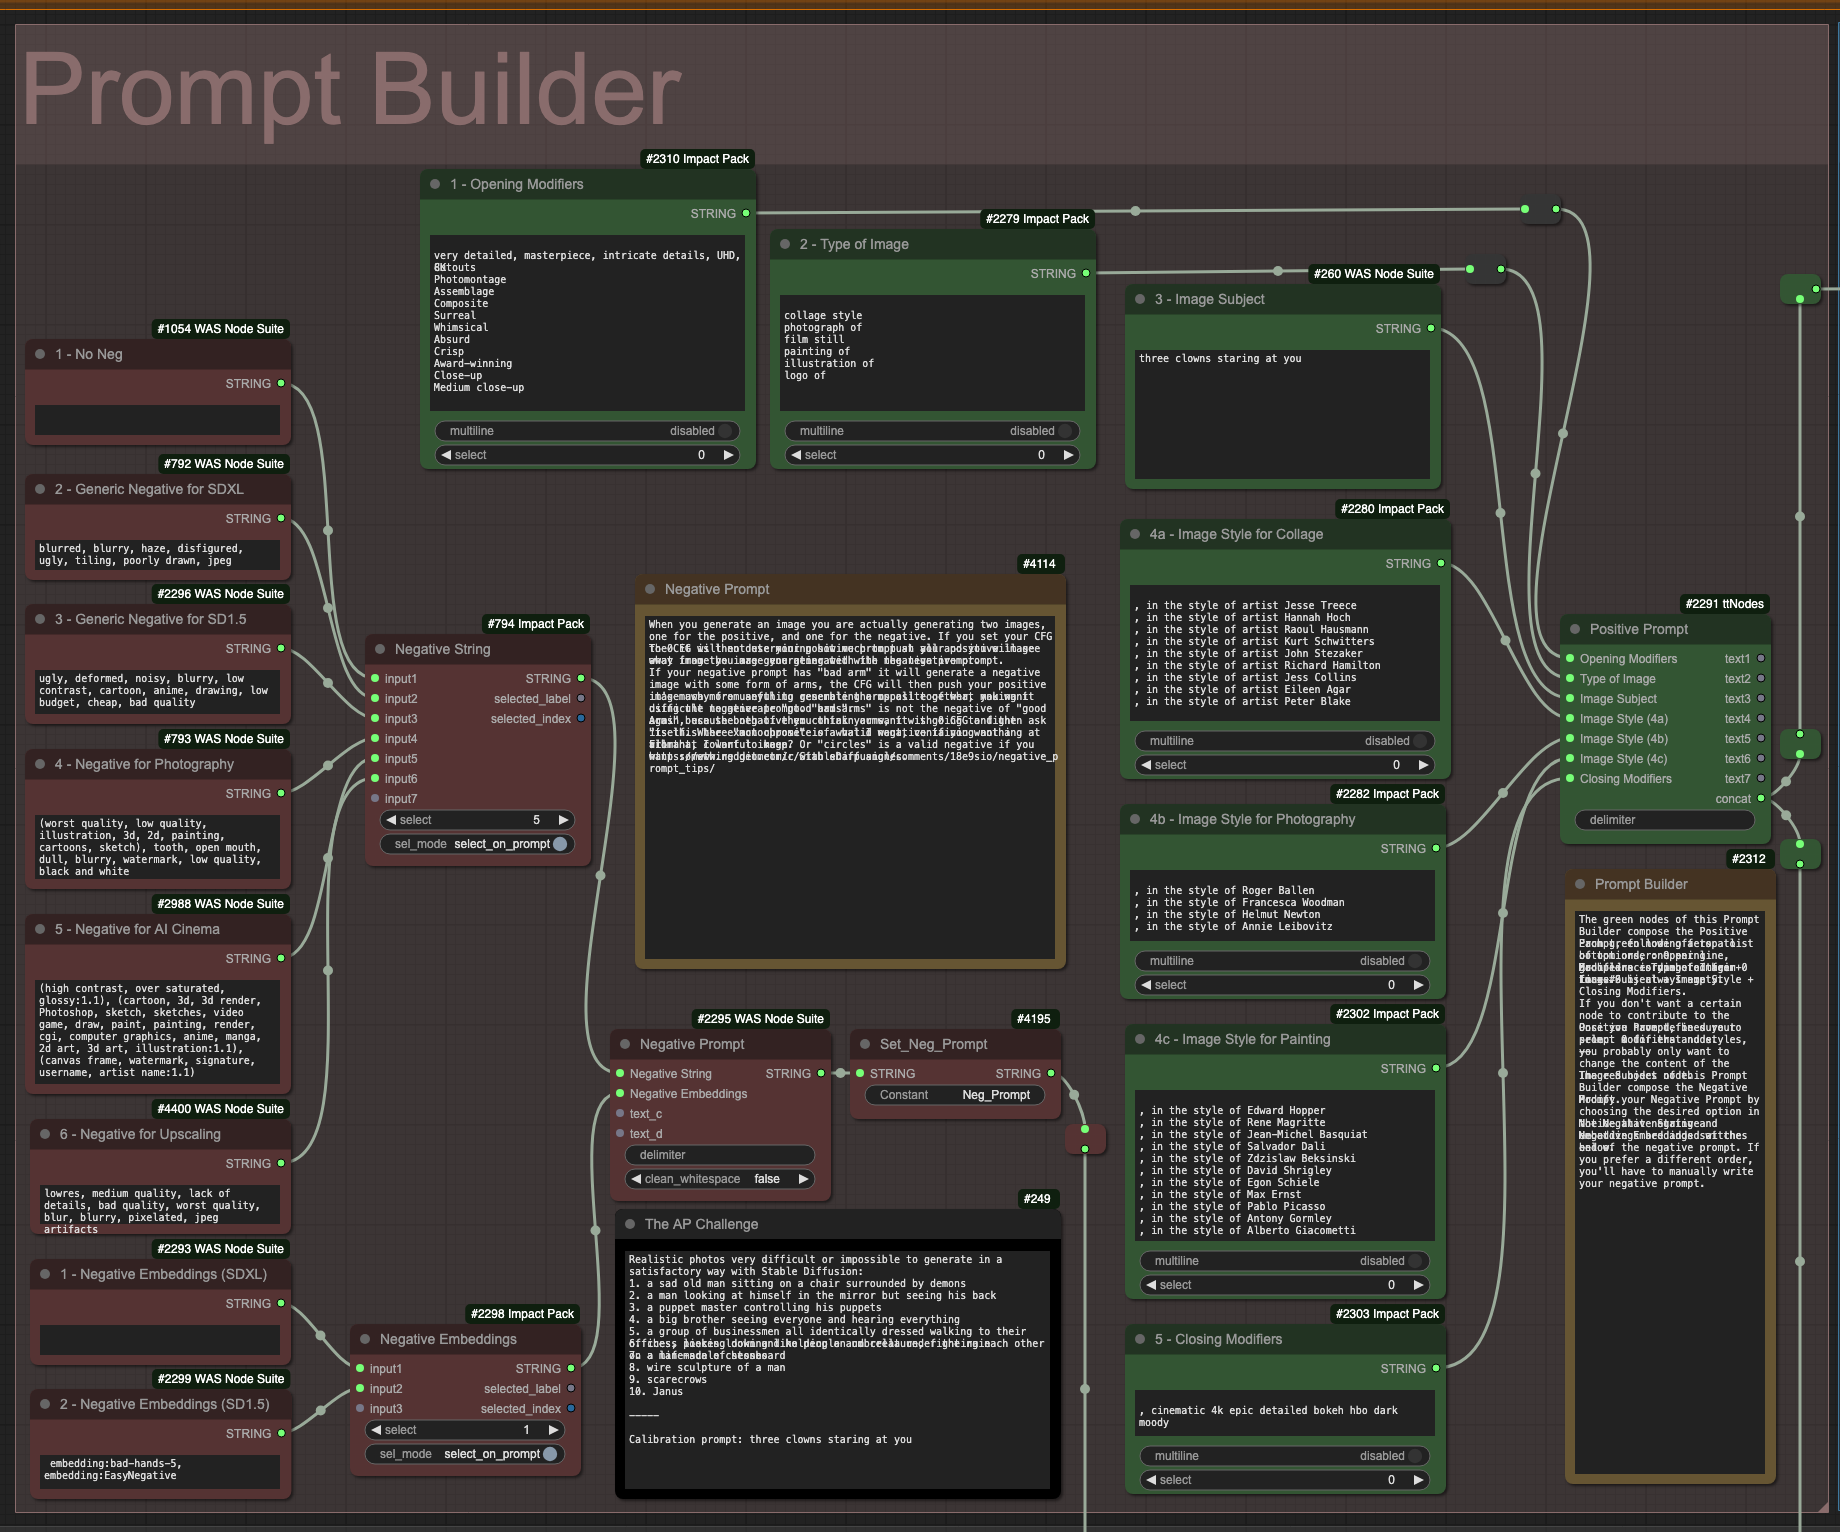 Prompt Builder
#2310 Impact Pack
1 - Opening Modifiers
STRING
very detailed, masterpiece, intricate details, UHD,
Photomontage
Assemblage
Composite
Surreal
Whimsical
Absurd
Crisp
Award-winning
Close-up
Medium close-up
multiline disabled
select 0
#2279 Impact Pack
2 - Type of Image
STRING
collage style
photograph of
film still
painting of
illustration of
logo of
multiline disabled
select 0
#260 WAS Node Suite
3 - Image Subject
STRING
three clowns staring at you
#1054 WAS Node Suite
1 - No Neg
STRING
#792 WAS Node Suite
2 - Generic Negative for SDXL
STRING
blurred, blurry, haze, disfigured,
ugly, tiling, poorly drawn, jpeg
#2296 WAS Node Suite
3 - Generic Negative for SD1.5
STRING
ugly, deformed, noisy, blurry, low
contrast, cartoon, anime, drawing, low
budget, cheap, bad quality
#793 WAS Node Suite
4 - Negative for Photography
STRING
(worst quality, low quality,
illustration, 3d, 2d, painting,
cartoons, sketch), tooth, open mouth,
dull, blurry, watermark, low quality,
black and white
#2988 WAS Node Suite
5 - Negative for AI Cinema
STRING
(high contrast, over saturated,
glossy:1.1), (cartoon, 3d, 3d render,
Photoshop, sketch, sketches, video
game, draw, paint, painting, render,
cgi, computer graphics, anime, manga,
2d art, 3d art, illustration:1.1),
(canvas frame, watermark, signature,
username, artist name:1.1)
#4400 WAS Node Suite
6 - Negative for Upscaling
STRING
lowres, medium quality, lack of
details, bad quality, worst quality,
blur, blurry, pixelated, jpeg
artifacts
#2293 WAS Node Suite
1 - Negative Embeddings (SDXL)
STRING
#2299 WAS Node Suite
2 - Negative Embeddings (SD1.5)
STRING
embedding:bad-hands-5,
embedding:EasyNegative
#794 Impact Pack
Negative String
input1 STRING
input2 selected_label
input3 selected_index
input4
input5
input6
input7
select 5
sel_mode select_on_prompt
#2298 Impact Pack
Negative Embeddings
input1 STRING
input2 selected_label
input3 selected_index
select 1
sel_mode select_on_prompt
#4114
Negative Prompt
When you generate an image you are actually generating two images,
one for the positive, and one for the negative. If you set your CFG
If your negative prompt has "bad arm" it will generate a negative
image with some form of arms, the CFG will then push your positive
rompt_tips/
#2295 WAS Node Suite
Negative Prompt
Negative String STRING
Negative Embeddings
text_c
text_d
delimiter
clean_whitespace false
#4195
Set_Neg_Prompt
STRING STRING
Constant Neg_Prompt
#249
The AP Challenge
Realistic photos very difficult or impossible to generate in a
satisfactory way with Stable Diffusion:
1. a sad old man sitting on a chair surrounded by demons
2. a man looking at himself in the mirror but seeing his back
3. a puppet master controlling his puppets
4. a big brother seeing everyone and hearing everything
5. a group of businessmen all identically dressed walking to their
8. wire sculpture of a man
9. scarecrows
10. Janus
-----
Calibration prompt: three clowns staring at you
#2280 Impact Pack
4a - Image Style for Collage
STRING
, in the style of artist Jesse Treece
, in the style of artist Hannah Hoch
, in the style of artist Raoul Hausmann
, in the style of artist Kurt Schwitters
, in the style of artist John Stezaker
, in the style of artist Richard Hamilton
, in the style of artist Jess Collins
, in the style of artist Eileen Agar
, in the style of artist Peter Blake
multiline disabled
select 0
#2282 Impact Pack
4b - Image Style for Photography
STRING
, in the style of Roger Ballen
, in the style of Francesca Woodman
, in the style of Helmut Newton
, in the style of Annie Leibovitz
multiline disabled
select 0
#2302 Impact Pack
4c - Image Style for Painting
STRING
, in the style of Edward Hopper
, in the style of Rene Magritte
, in the style of Jean-Michel Basquiat
, in the style of Salvador Dali
, in the style of Zdzislaw Beksinski
, in the style of David Shrigley
, in the style of Egon Schiele
, in the style of Max Ernst
, in the style of Pablo Picasso
, in the style of Antony Gormley
, in the style of Alberto Giacometti
multiline disabled
select 0
#2303 Impact Pack
5 - Closing Modifiers
STRING
, cinematic 4k epic detailed bokeh hbo dark
moody
multiline disabled
select 0
#2291 ttNodes
Positive Prompt
Opening Modifiers text1
Type of Image text2
Image Subject text3
Image Style (4a) text4
Image Style (4b) text5
Image Style (4c) text6
Closing Modifiers text7
concat
delimiter
#2312
Prompt Builder
The green nodes of this Prompt
Builder compose the Positive
Closing Modifiers.
If you don't want a certain
node to contribute to the
you probably only want to
change the content of the
Builder compose the Negative
your Negative Prompt by
choosing the desired option in
of the negative prompt. If
you prefer a different order,
you'll have to manually write
your negative prompt.